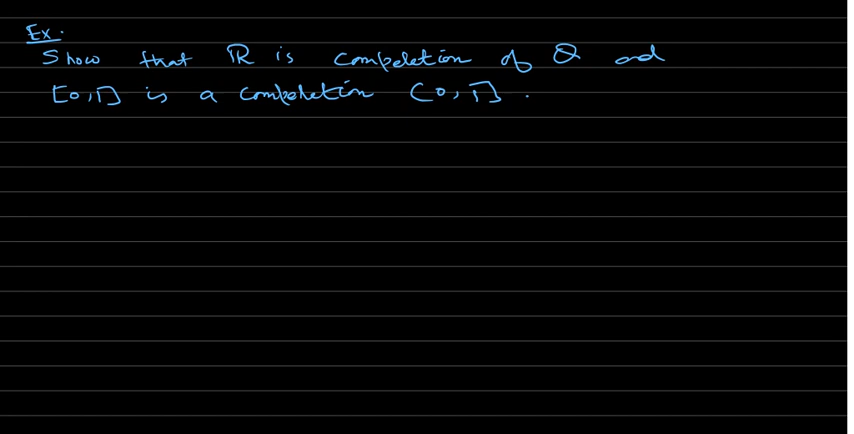 Ex.
Show that ℝ is completion of Q and
[0,1] is a completion (0,1].